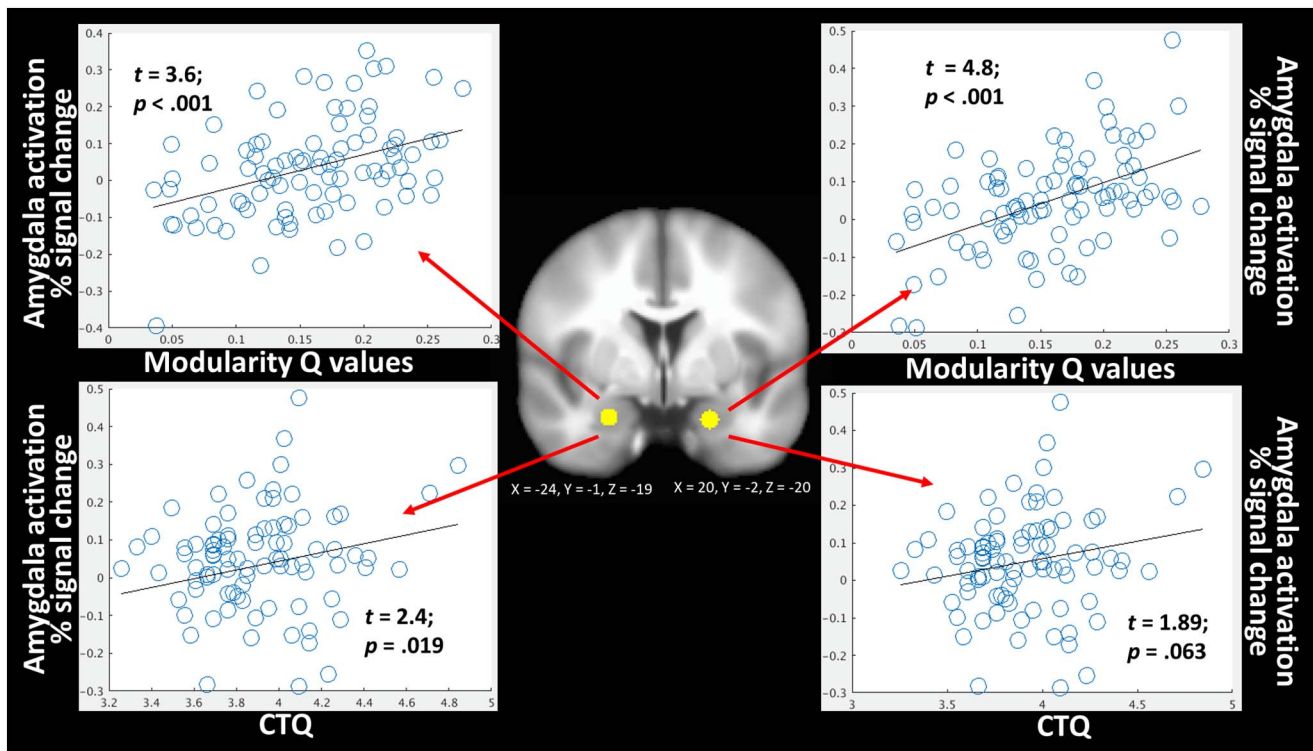 Amygdala activation
% signal change
0.4
0.3
0.2
0.1
0
-0.1
-0.2
-0.3
-0.4
t = 3.6;
p < .001
0 0.05 0.1 0.15 0.2 0.25 0.3
Modularity Q values
Amygdala activation
% signal change
0.5
0.4
0.3
0.2
0.1
0
-0.1
-0.2
-0.3
t = 4.8;
p < .001
0 0.05 0.1 0.15 0.2 0.25 0.3
Modularity Q values
X = -24, Y = -1, Z = -19
X = 20, Y = -2, Z = -20
Amygdala activation
% signal change
0.5
0.4
0.3
0.2
0.1
0
-0.1
-0.2
-0.3
t = 2.4;
p = .019
3.2 3.4 3.6 3.8 4 4.2 4.4 4.6 4.8 5
CTQ
Amygdala activation
% signal change
0.5
0.4
0.3
0.2
0.1
0
-0.1
-0.2
-0.3
t = 1.89;
p = .063
3 3.5 4 4.5 5
CTQ